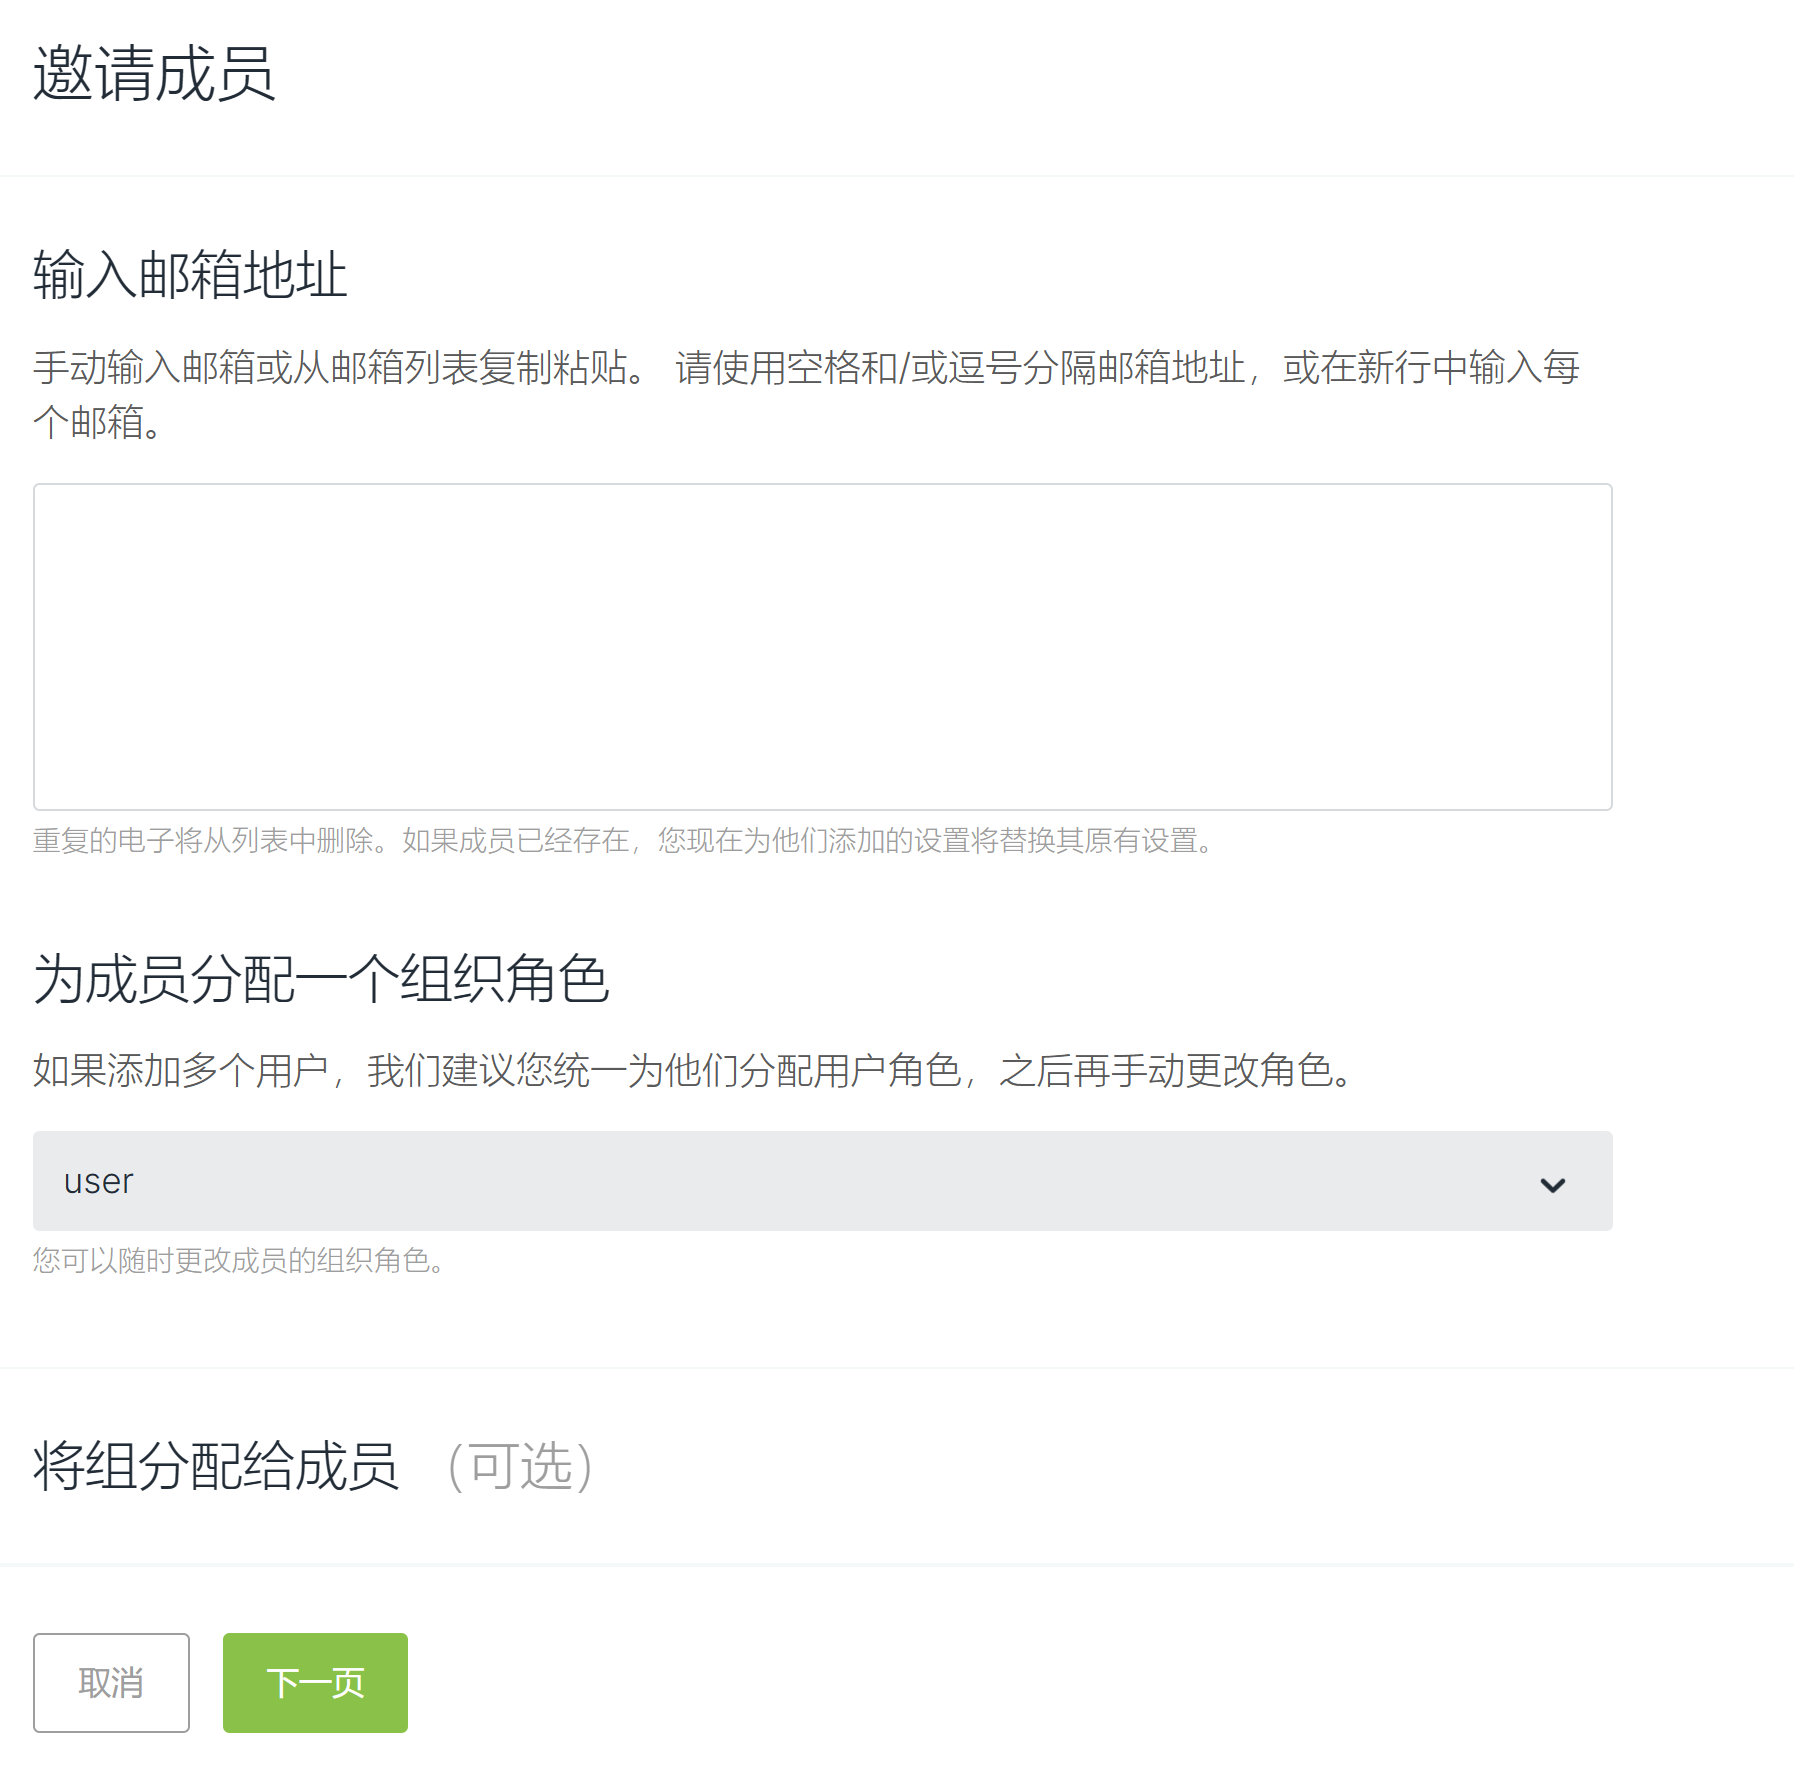 邀请成员
输入邮箱地址
手动输入邮箱或从邮箱列表复制粘贴。 请使用空格和/或逗号分隔邮箱地址，或在新行中输入每
个邮箱。
重复的电子将从列表中删除。如果成员已经存在，您现在为他们添加的设置将替换其原有设置。
为成员分配一个组织角色
如果添加多个用户，我们建议您统一为他们分配用户角色，之后再手动更改角色。
user
您可以随时更改成员的组织角色。
将组分配给成员 （可选）
取消 下一页